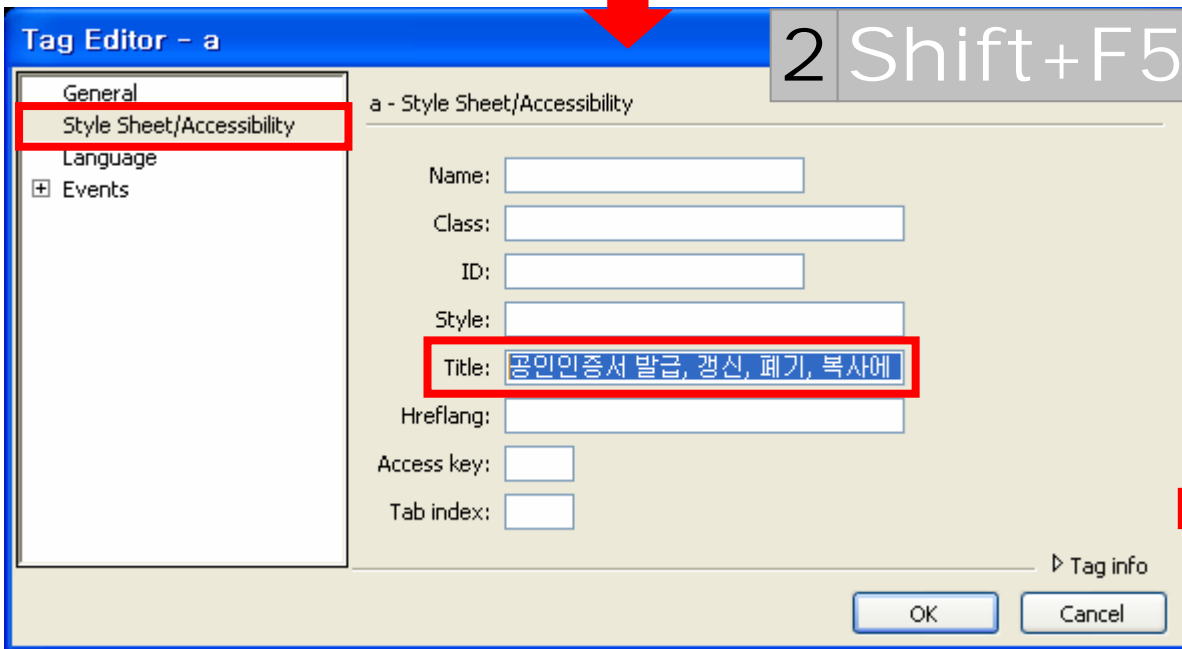 Tag Editor - a
2 Shift+F5
General
Style Sheet/Accessibility
Language
Events
a - Style Sheet/Accessibility
Name:
Class:
ID:
Style:
Title: 공인인증서 발급, 갱신, 폐기, 복사에
Hreflang:
Access key:
Tab index:
Tag info
OK
Cancel